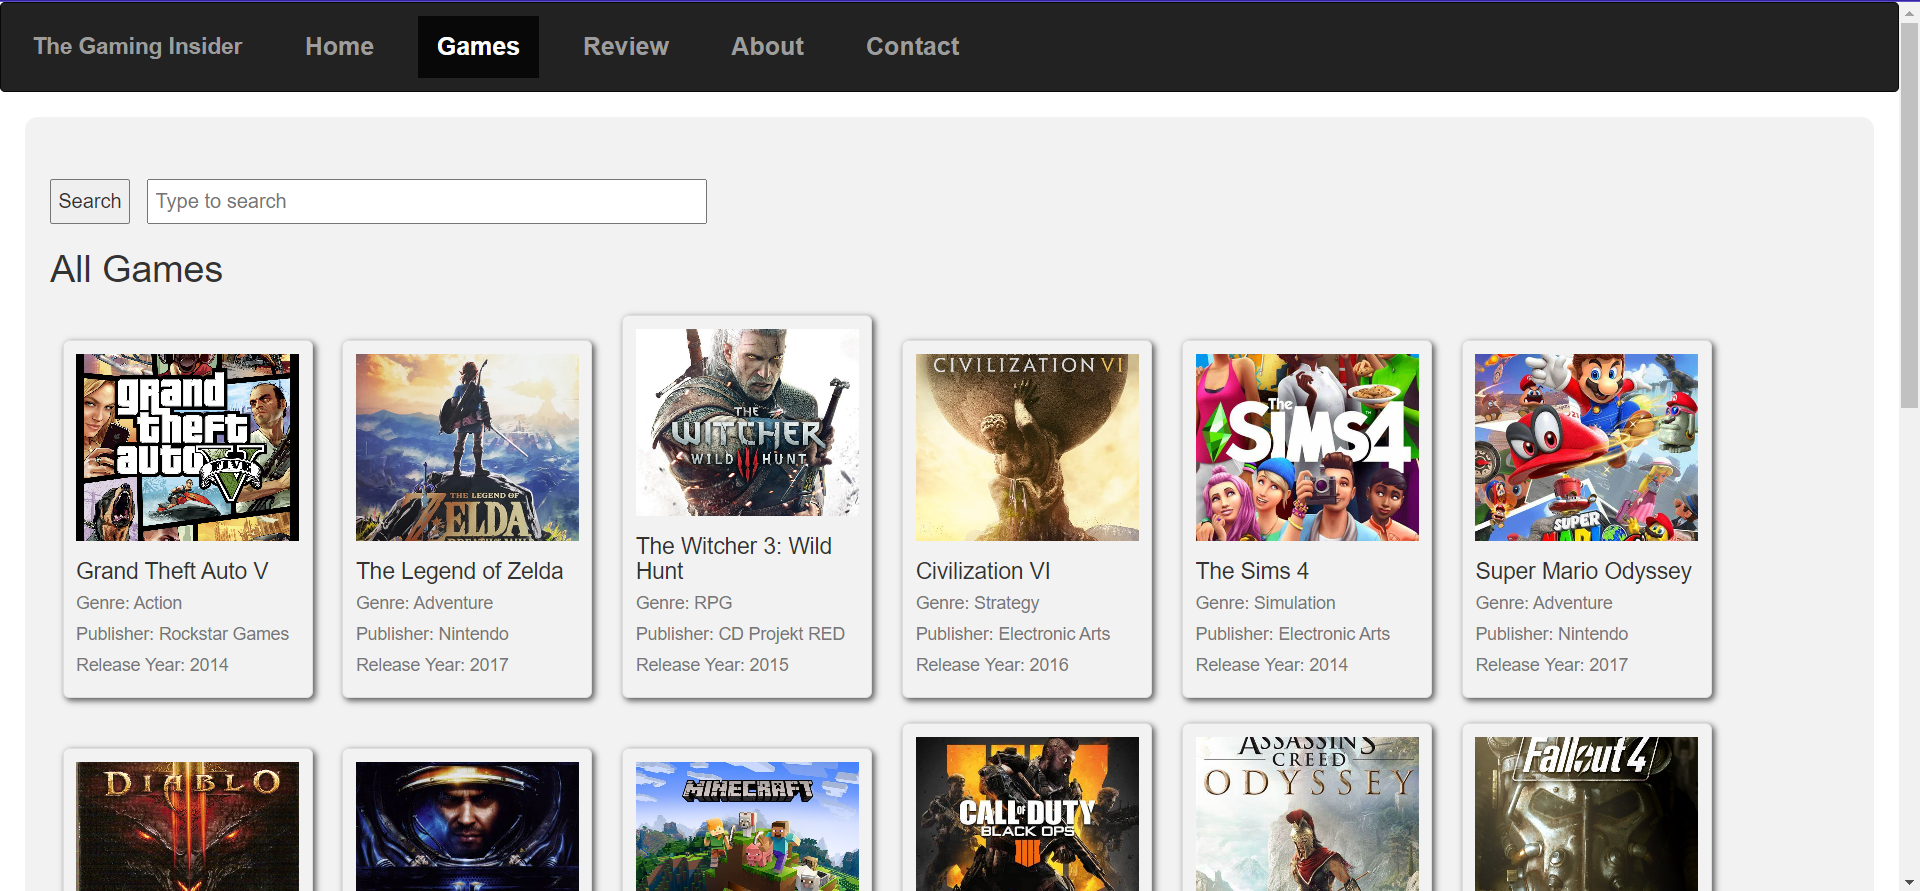 The Gaming Insider Home Games Review About Contact
Search Type to search
All Games
grand
theft
auto
FIVE
V
Grand Theft Auto V
Genre: Action
Publisher: Rockstar Games
Release Year: 2014
THE LEGEND OF
ZELDA
The Legend of Zelda
Genre: Adventure
Publisher: Nintendo
Release Year: 2017
THE
WITCHER
WILD HUNT
The Witcher 3: Wild
Hunt
Genre: RPG
Publisher: CD Projekt RED
Release Year: 2015
CIVILIZATION VI
Civilization VI
Genre: Strategy
Publisher: Electronic Arts
Release Year: 2016
The
SIMS 4
The Sims 4
Genre: Simulation
Publisher: Electronic Arts
Release Year: 2014
SUPER
Super Mario Odyssey
Genre: Adventure
Publisher: Nintendo
Release Year: 2017
DIABLO
MINECRAFT
CALL OF DUTY
BLACK OPS
IIII
ASSASSIN'S
CREED
ODYSSEY
Fallout 4